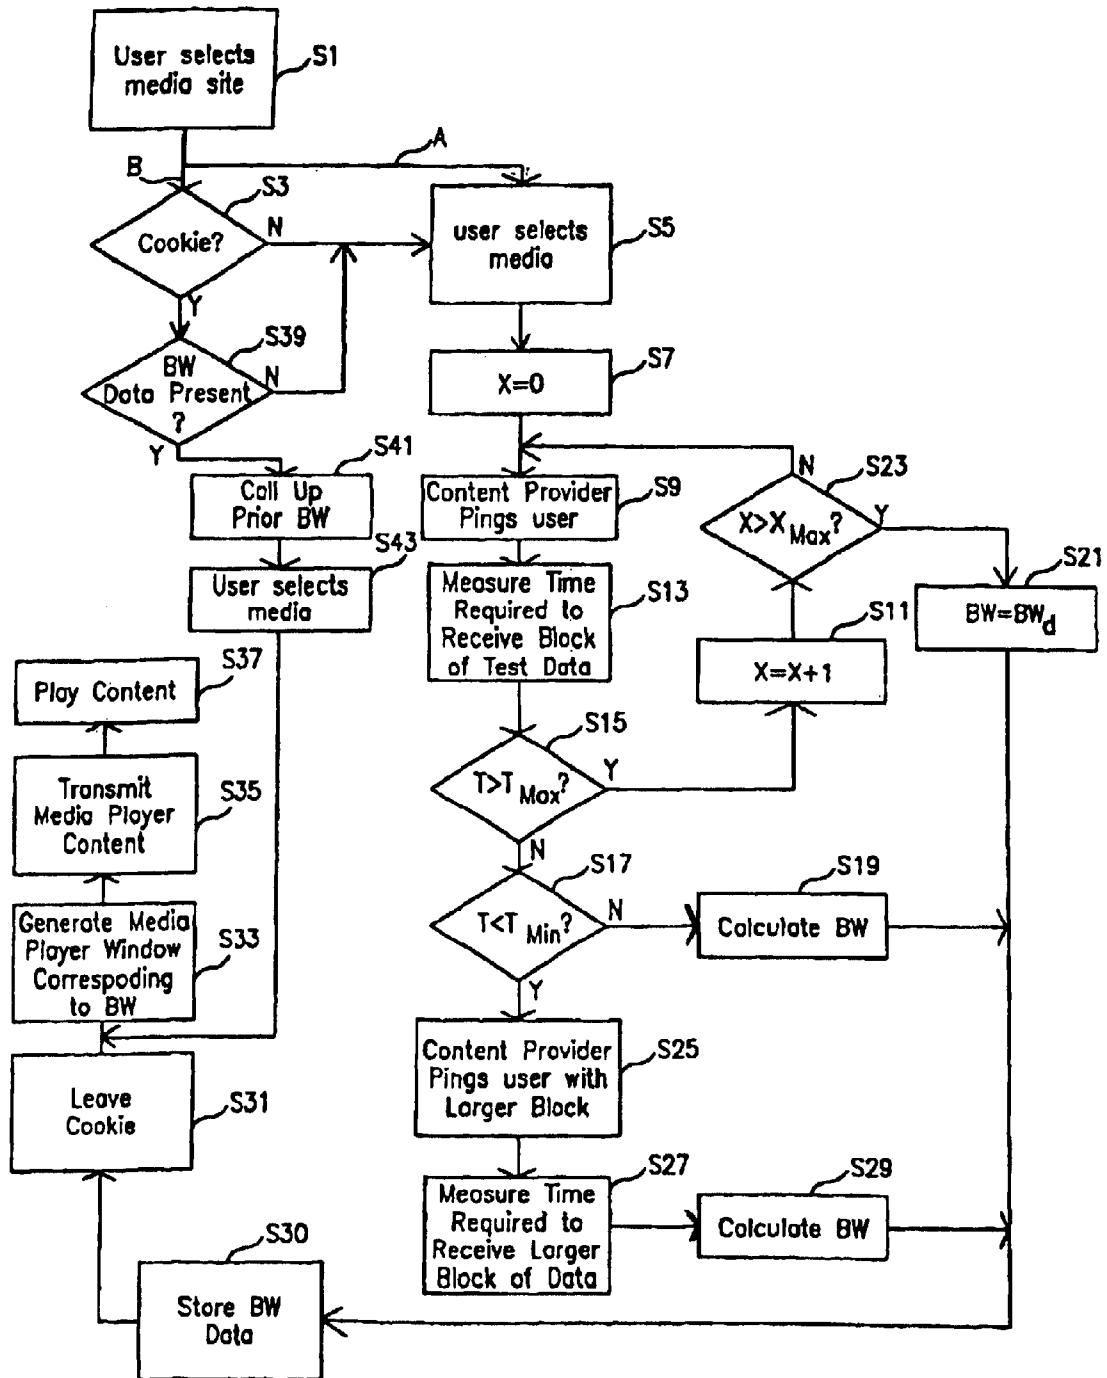 User selects
media site
S1
A
B
S3
Cookie?
N
Y
user selects
media
S5
S39
BW
Data Present
?
N
Y
X=0
S7
S41
Call Up
Prior BW
S43
User selects
media
Content Provider
Pings user
S9
N
S23
X>X Max?
Y
S21
BW=BWd
Measure Time
Required to
Receive Block
of Test Data
S13
S11
X=X+1
S37
Play Content
S15
T>T Max?
Y
N
Transmit
Media Player
Content
S35
S17
T<T Min?
N
Y
S19
Calculate BW
Generate Media
Player Window
Correspoding
to BW
S33
Content Provider
Pings user with
Larger Block
S25
Leave
Cookie
S31
Measure Time
Required to
Receive Larger
Block of Data
S27
S29
Calculate BW
S30
Store BW
Data